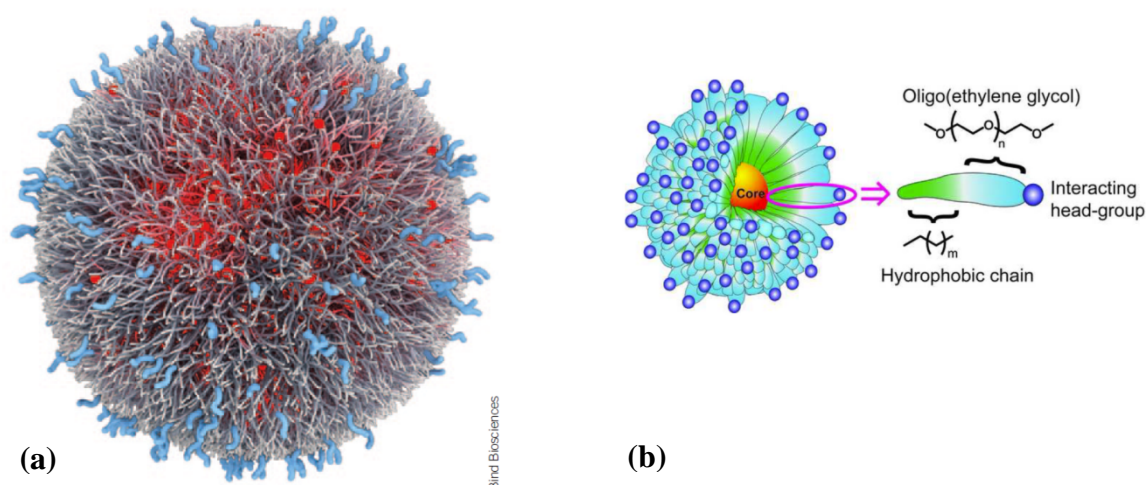 Oligo(ethylene glycol)
O
O
O
n
Core
Interacting
head-group
m
Hydrophobic chain
Bind Biosciences
(a)
(b)